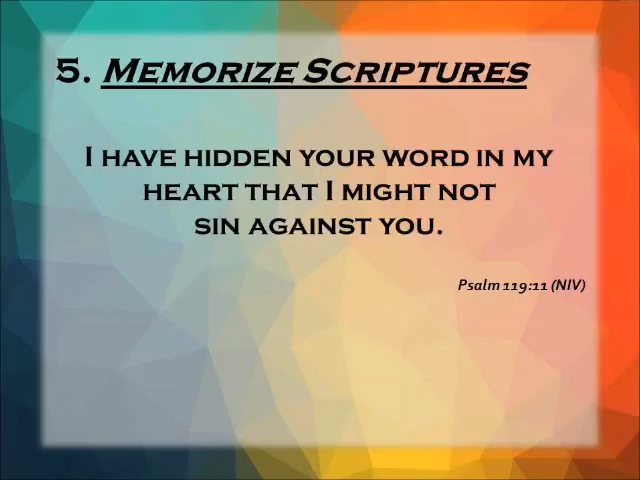 5. Memorize Scriptures
I have hidden your word in my
heart that I might not
sin against you.
Psalm 119:11 (NIV)